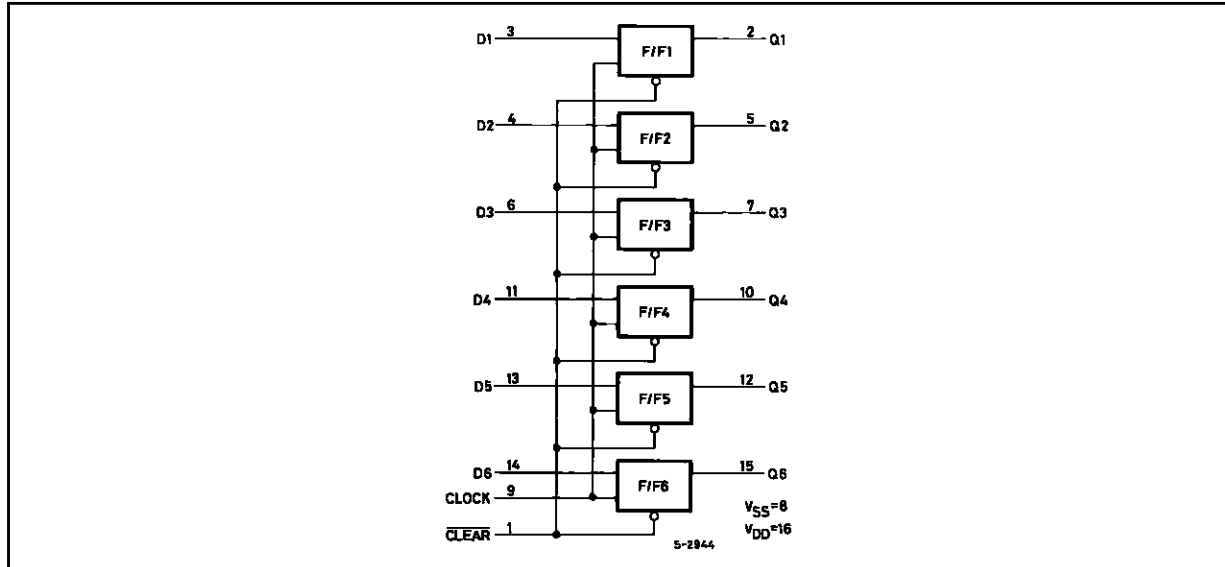 D1 3 F/F1 2 Q1
D2 4 F/F2 5 Q2
D3 6 F/F3 7 Q3
D4 11 F/F4 10 Q4
D5 13 F/F5 12 Q5
D6 14 F/F6 15 Q6
CLOCK 9
VSS=8
CLEAR 1
VDD=16
5-2944